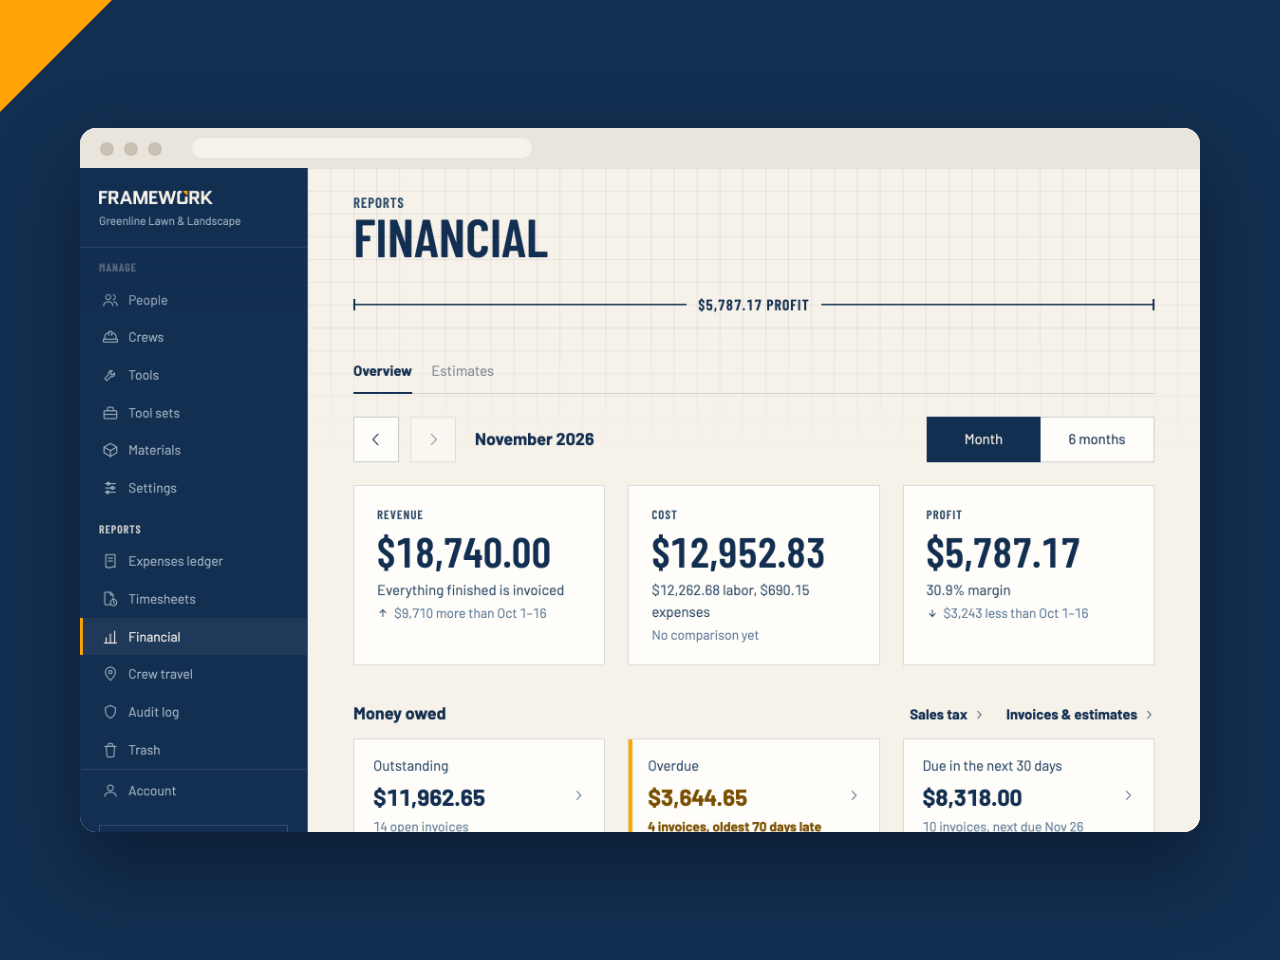 FRAMEWORK
Greenline Lawn & Landscape
MANAGE
People
Crews
Tools
Tool sets
Materials
Settings
REPORTS
Expenses ledger
Timesheets
Financial
Crew travel
Audit log
Trash
Account
REPORTS
FINANCIAL
$5,787.17 PROFIT
Overview Estimates
November 2026
Month 6 months
REVENUE
$18,740.00
Everything finished is invoiced
↑ $9,710 more than Oct 1–16
COST
$12,952.83
$12,262.68 labor, $690.15
expenses
No comparison yet
PROFIT
$5,787.17
30.9% margin
↓ $3,243 less than Oct 1–16
Money owed
Sales tax Invoices & estimates
Outstanding
$11,962.65
14 open invoices
Overdue
$3,644.65
4 invoices, oldest 70 days late
Due in the next 30 days
$8,318.00
10 invoices, next due Nov 26